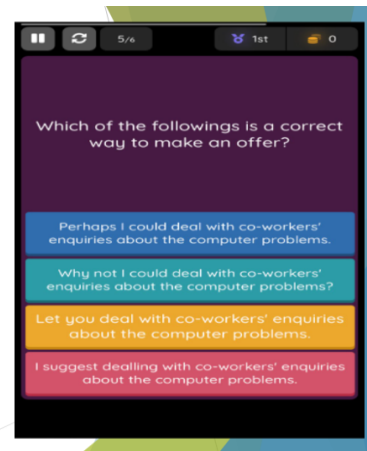 5/6
1st
0
Which of the followings is a correct
way to make an offer?
Perhaps I could deal with co-workers'
enquiries about the computer problems.
Why not I could deal with co-workers'
enquiries about the computer problems?
Let you deal with co-workers' enquiries
about the computer problems.
I suggest dealling with co-workers' enquiries
about the computer problems.